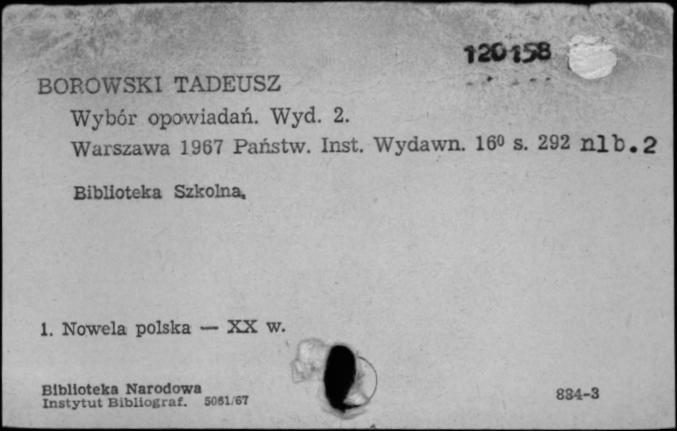 120158
BOROWSKI TADEUSZ
Wybór opowiadań. Wyd. 2.
Warszawa 1967 Państw. Inst. Wydawn. 16⁰ s. 292 nlb.2
Biblioteka Szkolna.
1. Nowela polska — XX w.
Biblioteka Narodowa
Instytut Bibliograf. 5061/67
884-3